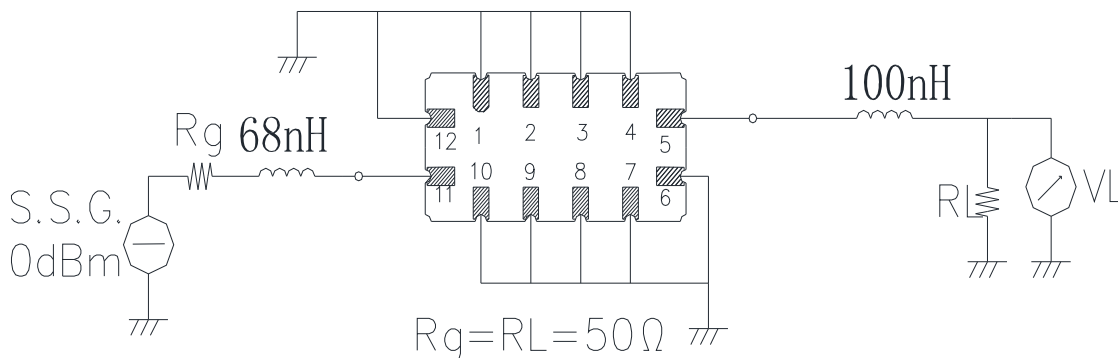 100nH
Rg 68nH
12 1 2 3 4 5
11 10 9 8 7 6
S.S.G.
0dBm
RL
VL
Rg=RL=50Ω